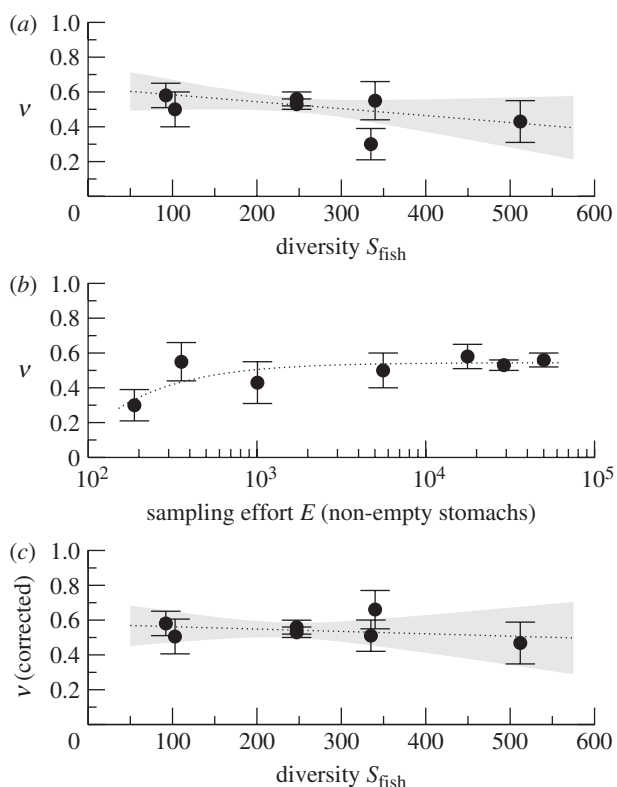 (a) 1.0
0.8
0.6
0.4
0.2
ν
0 100 200 300 400 500 600
diversity S_fish
(b) 1.0
0.8
0.6
0.4
0.2
0
ν
10² 10³ 10⁴ 10⁵
sampling effort E (non-empty stomachs)
(c) 1.0
0.8
0.6
0.4
0.2
ν (corrected)
0 100 200 300 400 500 600
diversity S_fish